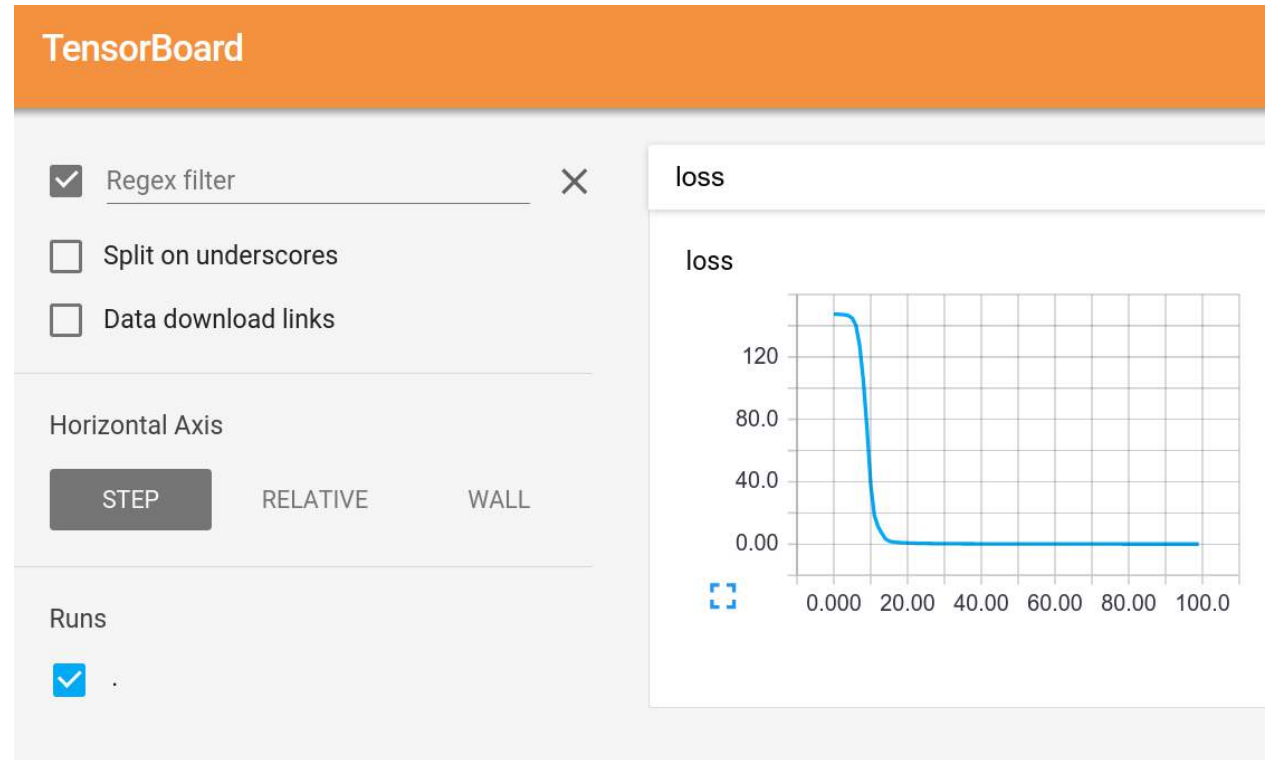 TensorBoard
Regex filter
Split on underscores
Data download links
Horizontal Axis
STEP RELATIVE WALL
Runs
.
loss
loss
120
80.0
40.0
0.00
0.000 20.00 40.00 60.00 80.00 100.0